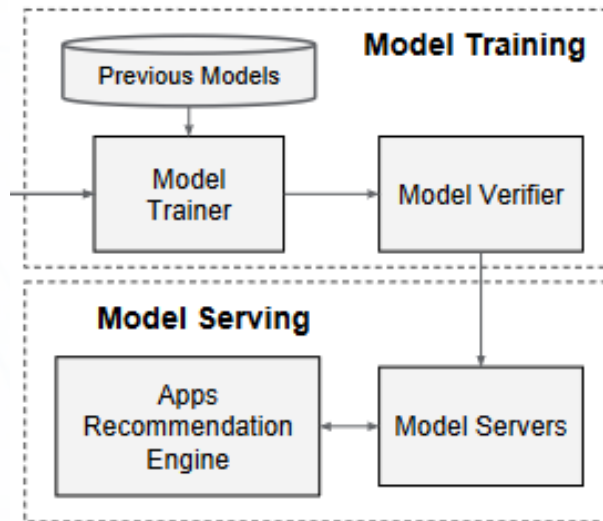 Model Training
Previous Models
Model
Trainer
Model Verifier
Model Serving
Apps
Recommendation
Engine
Model Servers